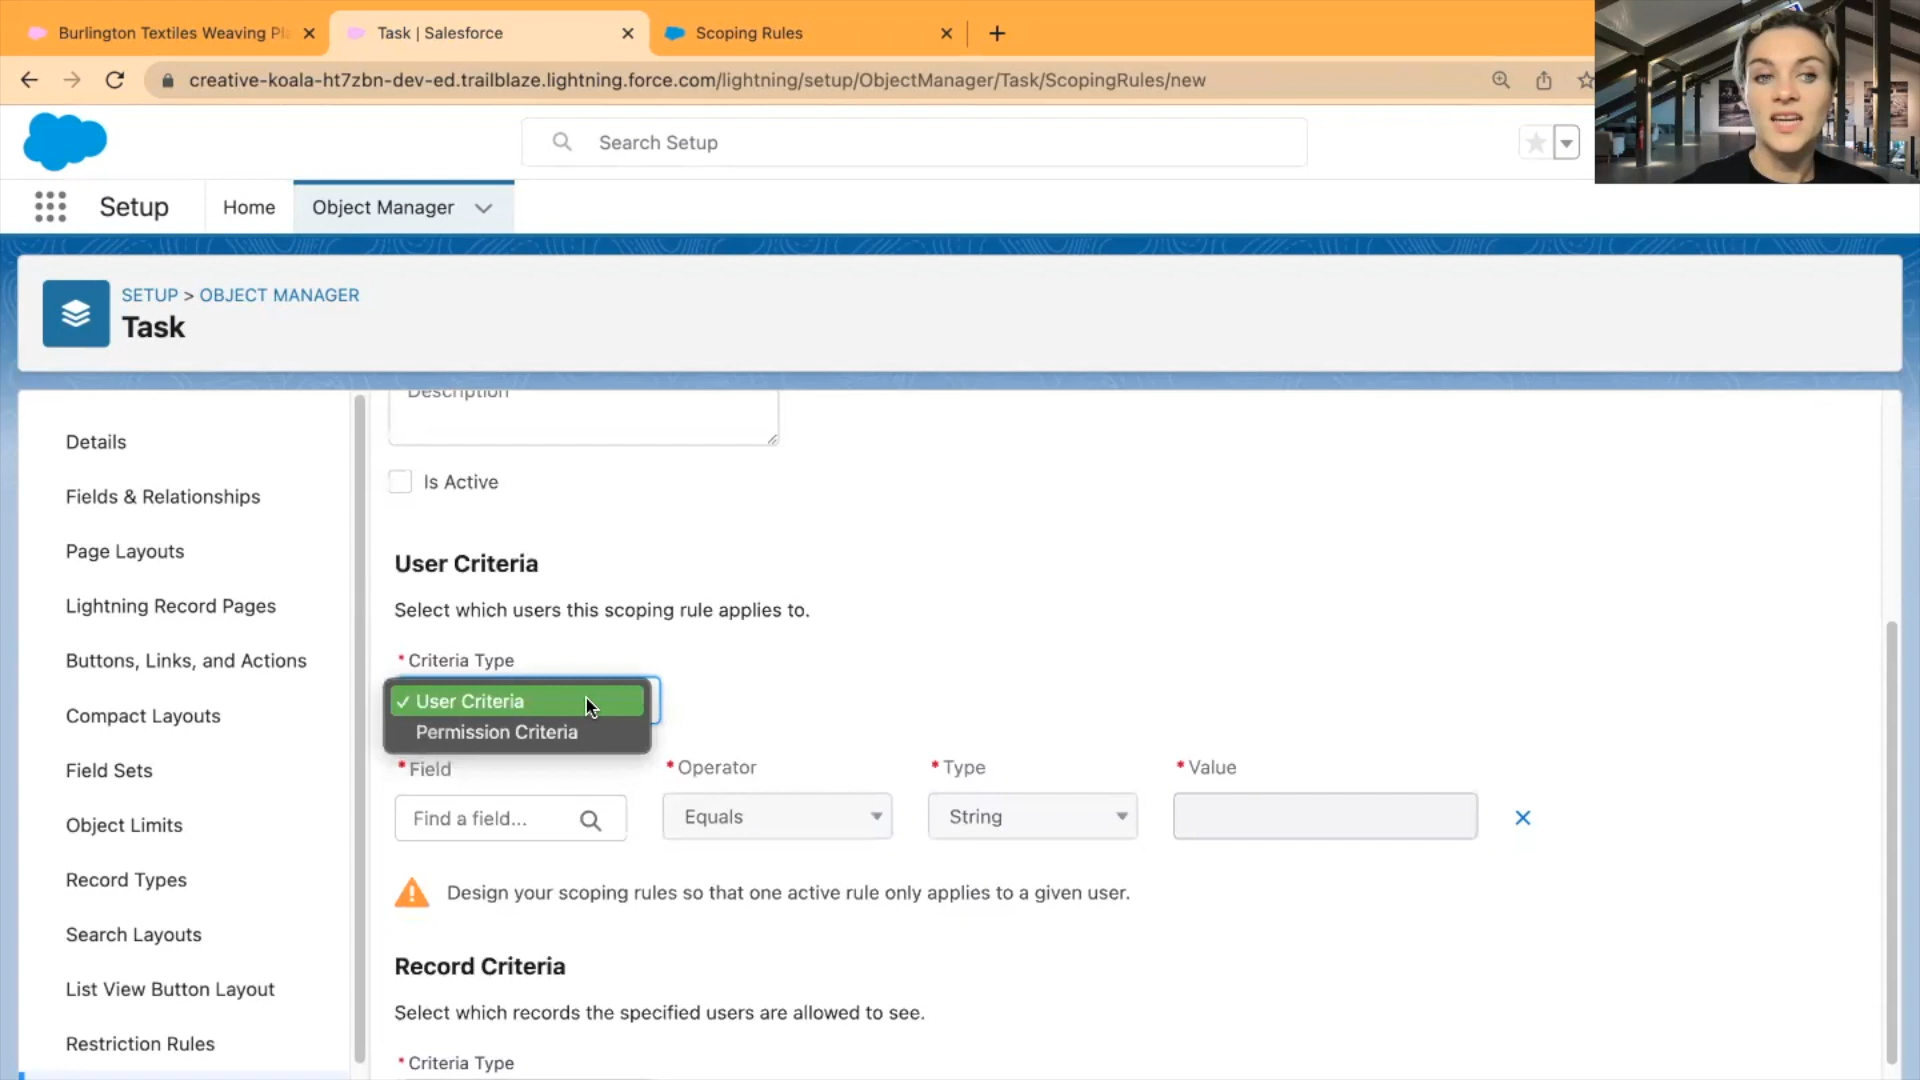 Burlington Textiles Weaving Pl
Task | Salesforce
Scoping Rules
creative-koala-ht7zbn-dev-ed.trailblaze.lightning.force.com/lightning/setup/ObjectManager/Task/ScopingRules/new
Search Setup
Setup
Home
Object Manager
SETUP > OBJECT MANAGER
Task
Details
Fields & Relationships
Page Layouts
Lightning Record Pages
Buttons, Links, and Actions
Compact Layouts
Field Sets
Object Limits
Record Types
Search Layouts
List View Button Layout
Restriction Rules
Description
Is Active
User Criteria
Select which users this scoping rule applies to.
* Criteria Type
✓ User Criteria
Permission Criteria
* Field
* Operator
* Type
* Value
Find a field...
Equals
String
Design your scoping rules so that one active rule only applies to a given user.
Record Criteria
Select which records the specified users are allowed to see.
* Criteria Type